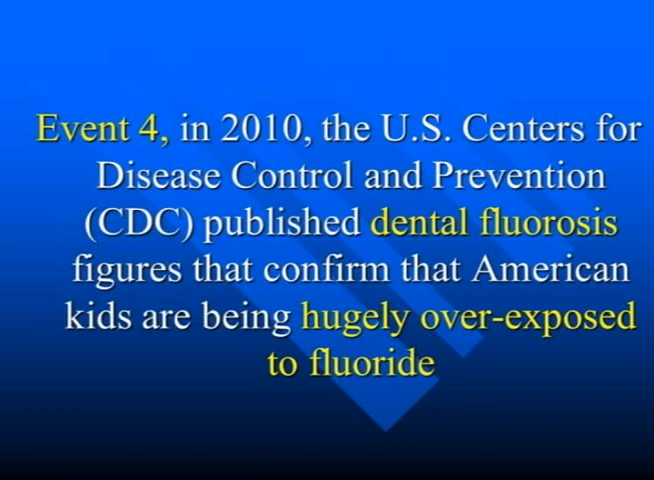 Event 4, in 2010, the U.S. Centers for
Disease Control and Prevention
(CDC) published dental fluorosis
figures that confirm that American
kids are being hugely over-exposed
to fluoride